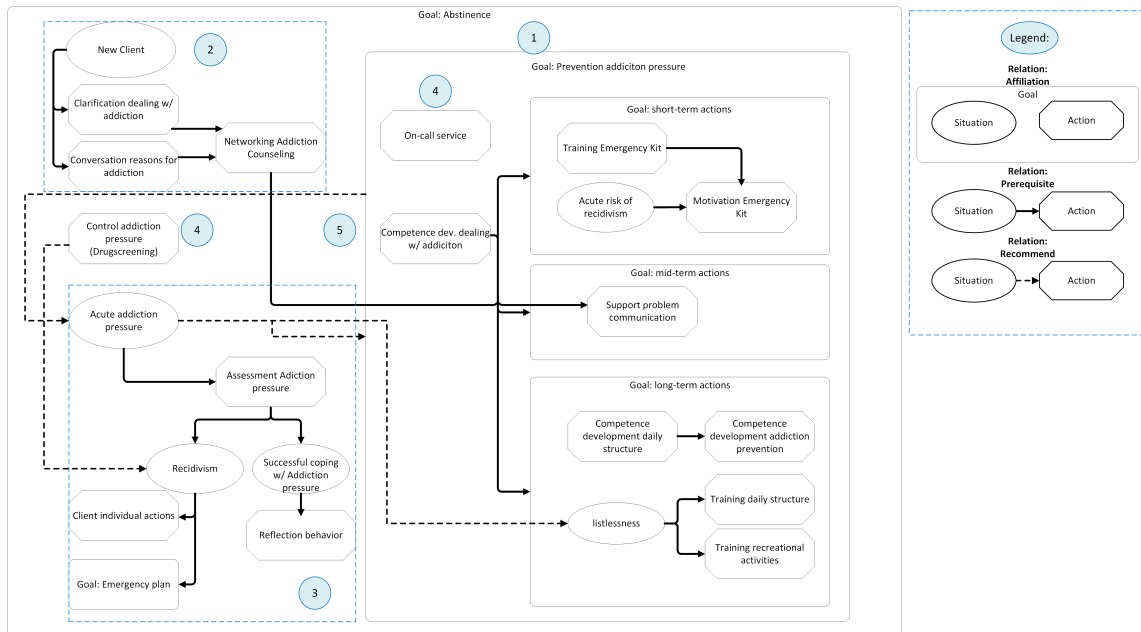 Goal: Abstinence
1
2
New Client
Clarification dealing w/
addiction
Conversation reasons for
addiction
Networking Addiction
Counseling
Control addiction
pressure
(Drugscreening)
4
5
Acute addiction
pressure
Assessment Adiction
pressure
Recidivism
Successful coping
w/ Addiction
pressure
Client individual actions
Reflection behavior
Goal: Emergency plan
3
Goal: Prevention addiciton pressure
4
On-call service
Competence dev. dealing
w/ addiciton
Goal: short-term actions
Training Emergency Kit
Acute risk of
recidivism
Motivation Emergency
Kit
Goal: mid-term actions
Support problem
communication
Goal: long-term actions
Competence
development daily
structure
Competence
development addiction
prevention
listlessness
Training daily structure
Training recreational
activities
Legend:
Relation:
Affiliation
Goal
Situation
Action
Relation:
Prerequisite
Situation
Action
Relation:
Recommend
Situation
Action